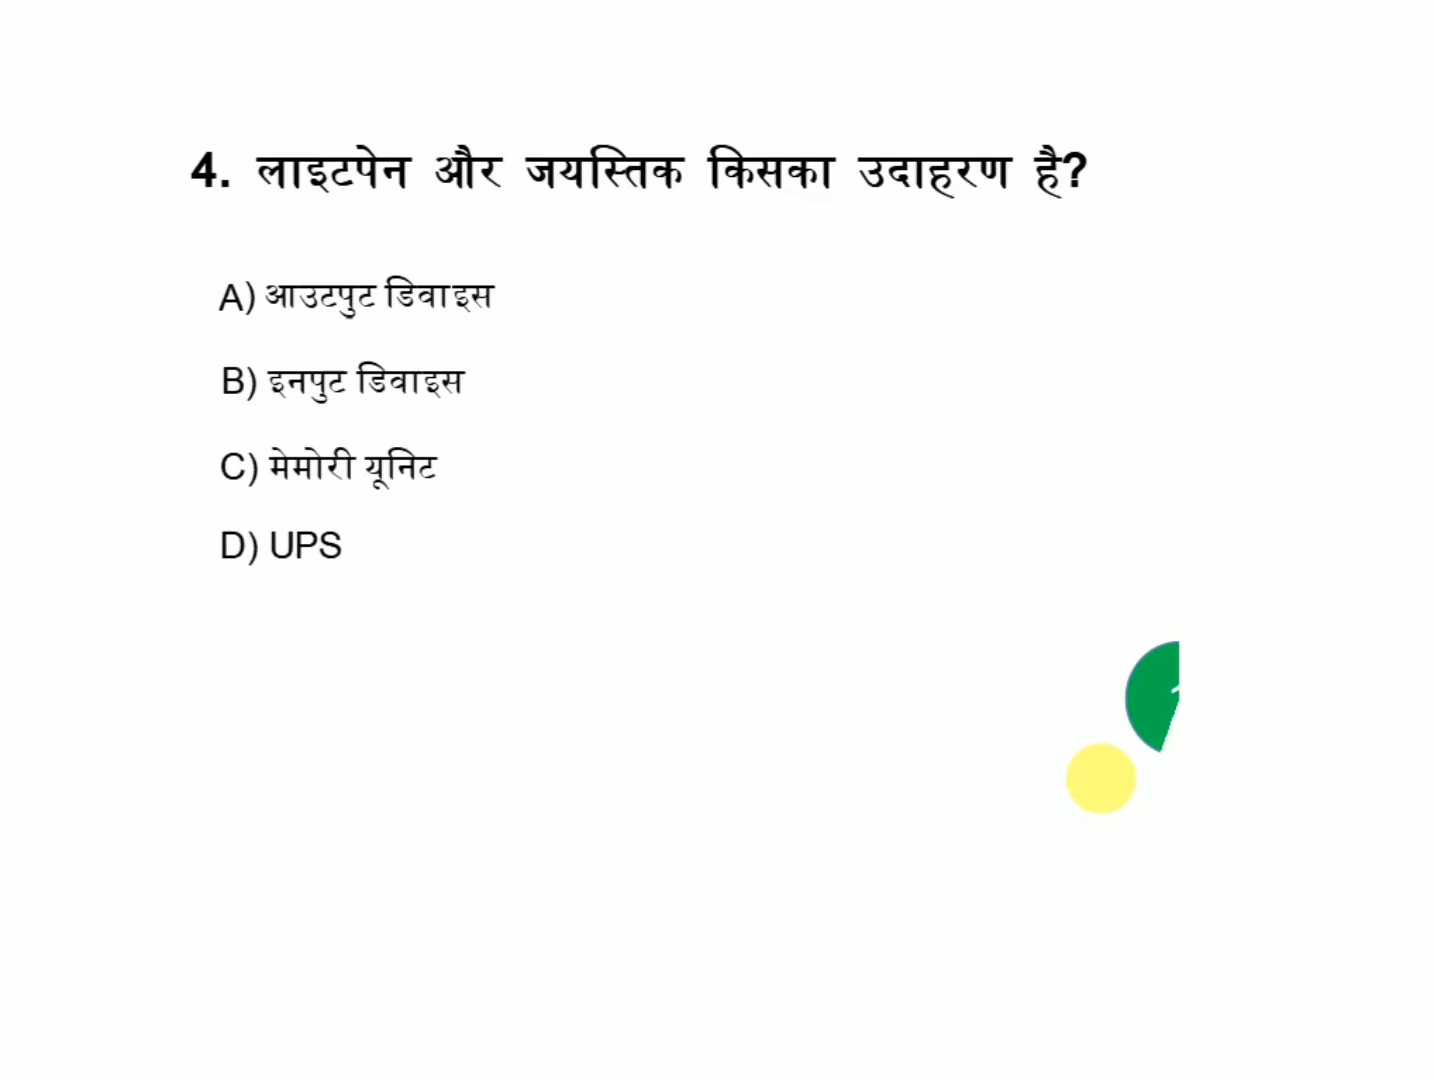 4. लाइटपेन और जयस्तिक किसका उदाहरण है?
A) आउटपुट डिवाइस
B) इनपुट डिवाइस
C) मेमोरी यूनिट
D) UPS